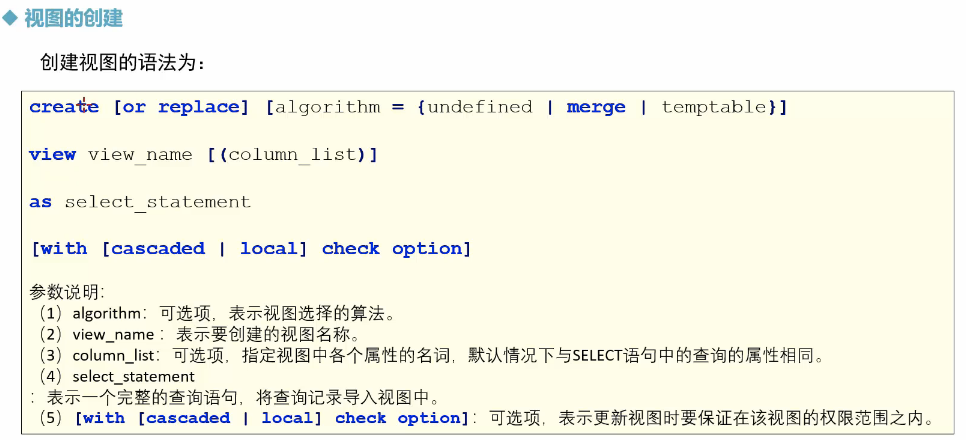 ◆ 视图的创建
创建视图的语法为：
create [or replace] [algorithm = {undefined | merge | temptable}]
view view_name [(column_list)]
as select_statement
[with [cascaded | local] check option]
参数说明：
（1）algorithm：可选项，表示视图选择的算法。
（2）view_name ：表示要创建的视图名称。
（3）column_list：可选项，指定视图中各个属性的名词，默认情况下与SELECT语句中的查询的属性相同。
（4）select_statement
：表示一个完整的查询语句，将查询记录导入视图中。
（5）[with [cascaded | local] check option]：可选项，表示更新视图时要保证在该视图的权限范围之内。